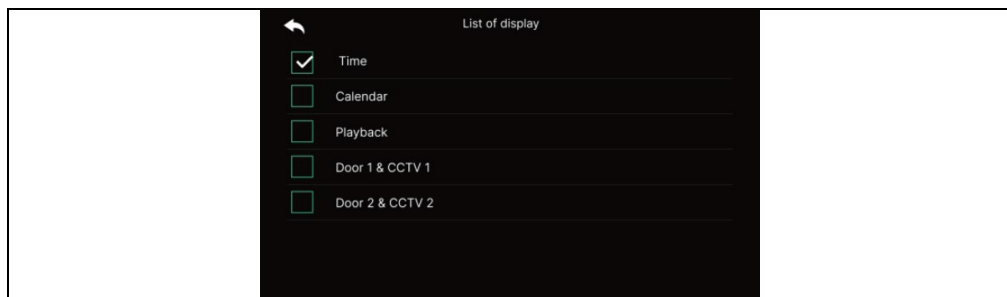 List of display
Time
Calendar
Playback
Door 1 & CCTV 1
Door 2 & CCTV 2